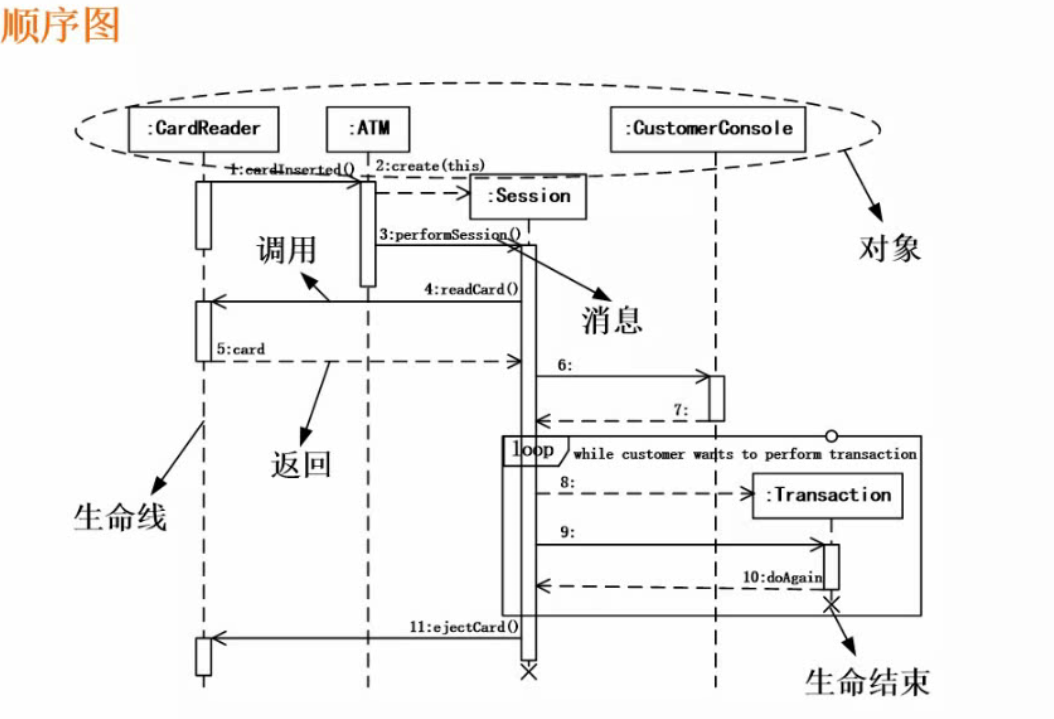 顺序图
:CardReader
:ATM
:CustomerConsole
1:cardInserted()
2:create(this)
:Session
3:performSession()
对象
调用
4:readCard()
消息
5:card
6:
7:
返回
loop
while customer wants to perform transaction
8:
:Transaction
生命线
9:
10:doAgain
11:ejectCard()
生命结束